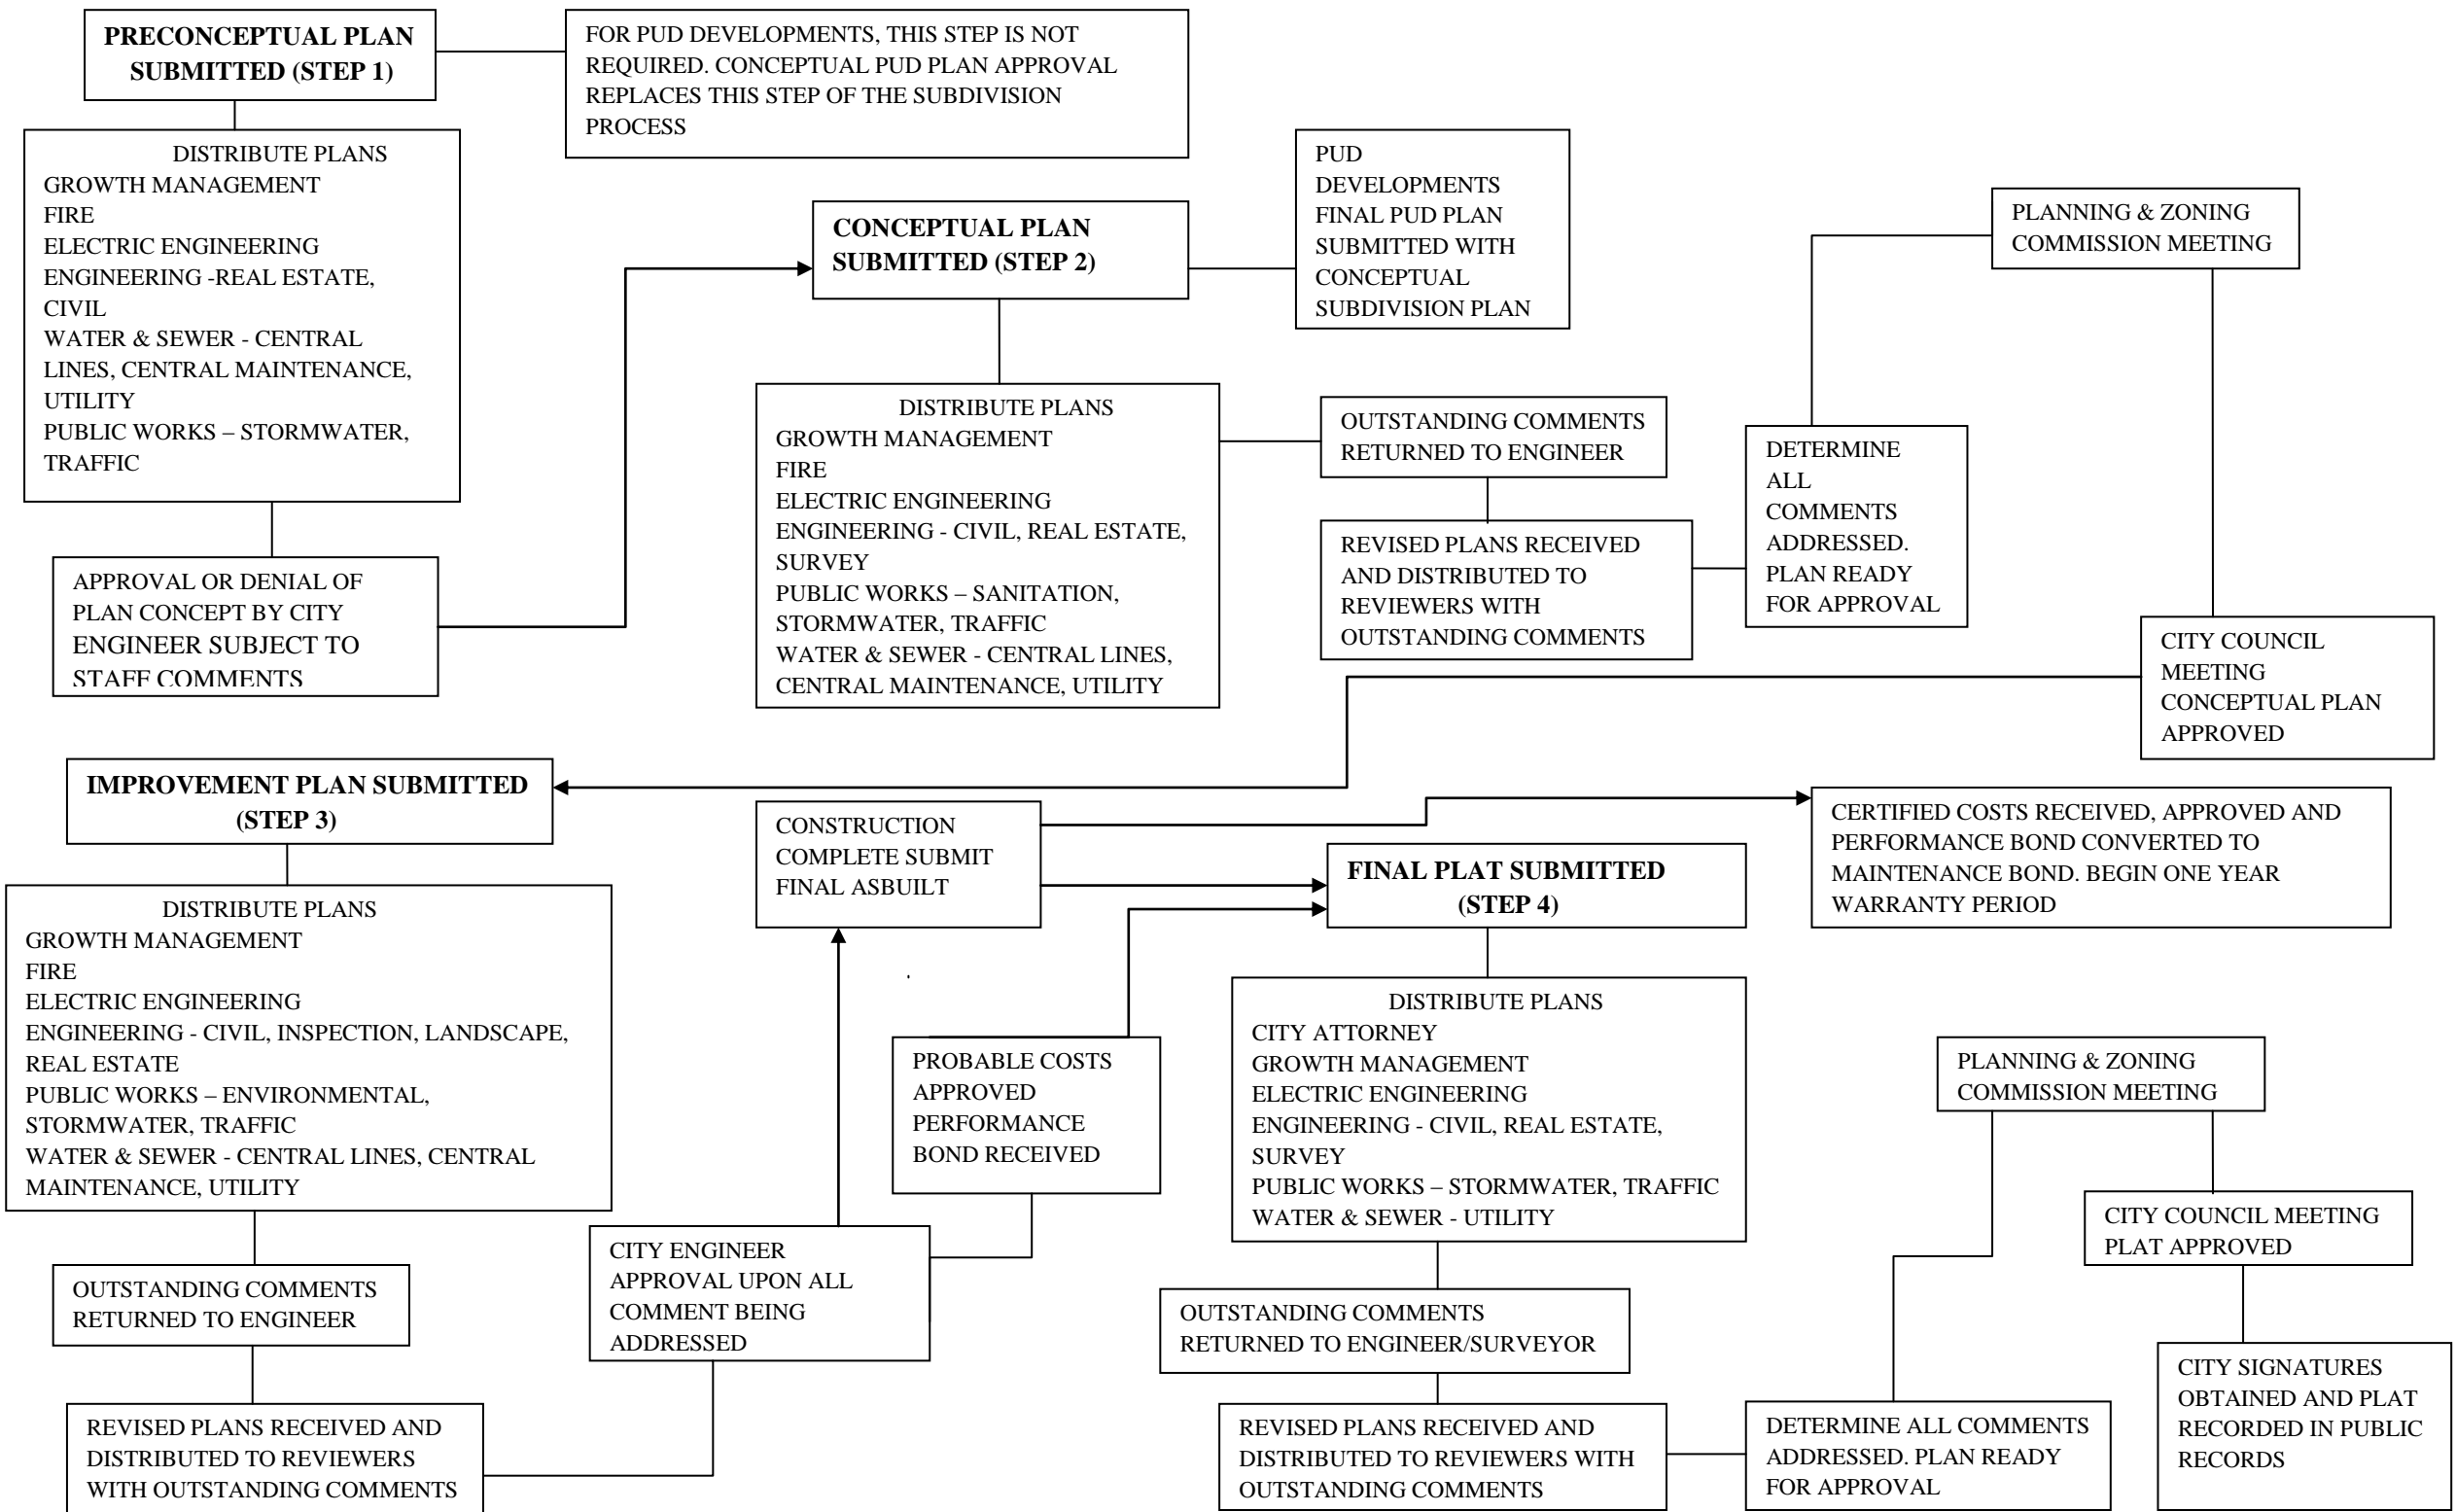 PRECONCEPTUAL PLAN
SUBMITTED (STEP 1)
FOR PUD DEVELOPMENTS, THIS STEP IS NOT
REQUIRED. CONCEPTUAL PUD PLAN APPROVAL
REPLACES THIS STEP OF THE SUBDIVISION
PROCESS
DISTRIBUTE PLANS
GROWTH MANAGEMENT
FIRE
ELECTRIC ENGINEERING
ENGINEERING -REAL ESTATE,
CIVIL
WATER & SEWER - CENTRAL
LINES, CENTRAL MAINTENANCE,
UTILITY
PUBLIC WORKS – STORMWATER,
TRAFFIC
APPROVAL OR DENIAL OF
PLAN CONCEPT BY CITY
ENGINEER SUBJECT TO
STAFF COMMENTS
CONCEPTUAL PLAN
SUBMITTED (STEP 2)
PUD
DEVELOPMENTS
FINAL PUD PLAN
SUBMITTED WITH
CONCEPTUAL
SUBDIVISION PLAN
DISTRIBUTE PLANS
GROWTH MANAGEMENT
FIRE
ELECTRIC ENGINEERING
ENGINEERING - CIVIL, REAL ESTATE,
SURVEY
PUBLIC WORKS – SANITATION,
STORMWATER, TRAFFIC
WATER & SEWER - CENTRAL LINES,
CENTRAL MAINTENANCE, UTILITY
OUTSTANDING COMMENTS
RETURNED TO ENGINEER
REVISED PLANS RECEIVED
AND DISTRIBUTED TO
REVIEWERS WITH
OUTSTANDING COMMENTS
DETERMINE
ALL
COMMENTS
ADDRESSED.
PLAN READY
FOR APPROVAL
PLANNING & ZONING
COMMISSION MEETING
CITY COUNCIL
MEETING
CONCEPTUAL PLAN
APPROVED
IMPROVEMENT PLAN SUBMITTED
(STEP 3)
DISTRIBUTE PLANS
GROWTH MANAGEMENT
FIRE
ELECTRIC ENGINEERING
ENGINEERING - CIVIL, INSPECTION, LANDSCAPE,
REAL ESTATE
PUBLIC WORKS – ENVIRONMENTAL,
STORMWATER, TRAFFIC
WATER & SEWER - CENTRAL LINES, CENTRAL
MAINTENANCE, UTILITY
OUTSTANDING COMMENTS
RETURNED TO ENGINEER
REVISED PLANS RECEIVED AND
DISTRIBUTED TO REVIEWERS
WITH OUTSTANDING COMMENTS
CITY ENGINEER
APPROVAL UPON ALL
COMMENT BEING
ADDRESSED
PROBABLE COSTS
APPROVED
PERFORMANCE
BOND RECEIVED
CONSTRUCTION
COMPLETE SUBMIT
FINAL ASBUILT
CERTIFIED COSTS RECEIVED, APPROVED AND
PERFORMANCE BOND CONVERTED TO
MAINTENANCE BOND. BEGIN ONE YEAR
WARRANTY PERIOD
FINAL PLAT SUBMITTED
(STEP 4)
DISTRIBUTE PLANS
CITY ATTORNEY
GROWTH MANAGEMENT
ELECTRIC ENGINEERING
ENGINEERING - CIVIL, REAL ESTATE,
SURVEY
PUBLIC WORKS – STORMWATER, TRAFFIC
WATER & SEWER - UTILITY
OUTSTANDING COMMENTS
RETURNED TO ENGINEER/SURVEYOR
REVISED PLANS RECEIVED AND
DISTRIBUTED TO REVIEWERS WITH
OUTSTANDING COMMENTS
DETERMINE ALL COMMENTS
ADDRESSED. PLAN READY
FOR APPROVAL
PLANNING & ZONING
COMMISSION MEETING
CITY COUNCIL MEETING
PLAT APPROVED
CITY SIGNATURES
OBTAINED AND PLAT
RECORDED IN PUBLIC
RECORDS